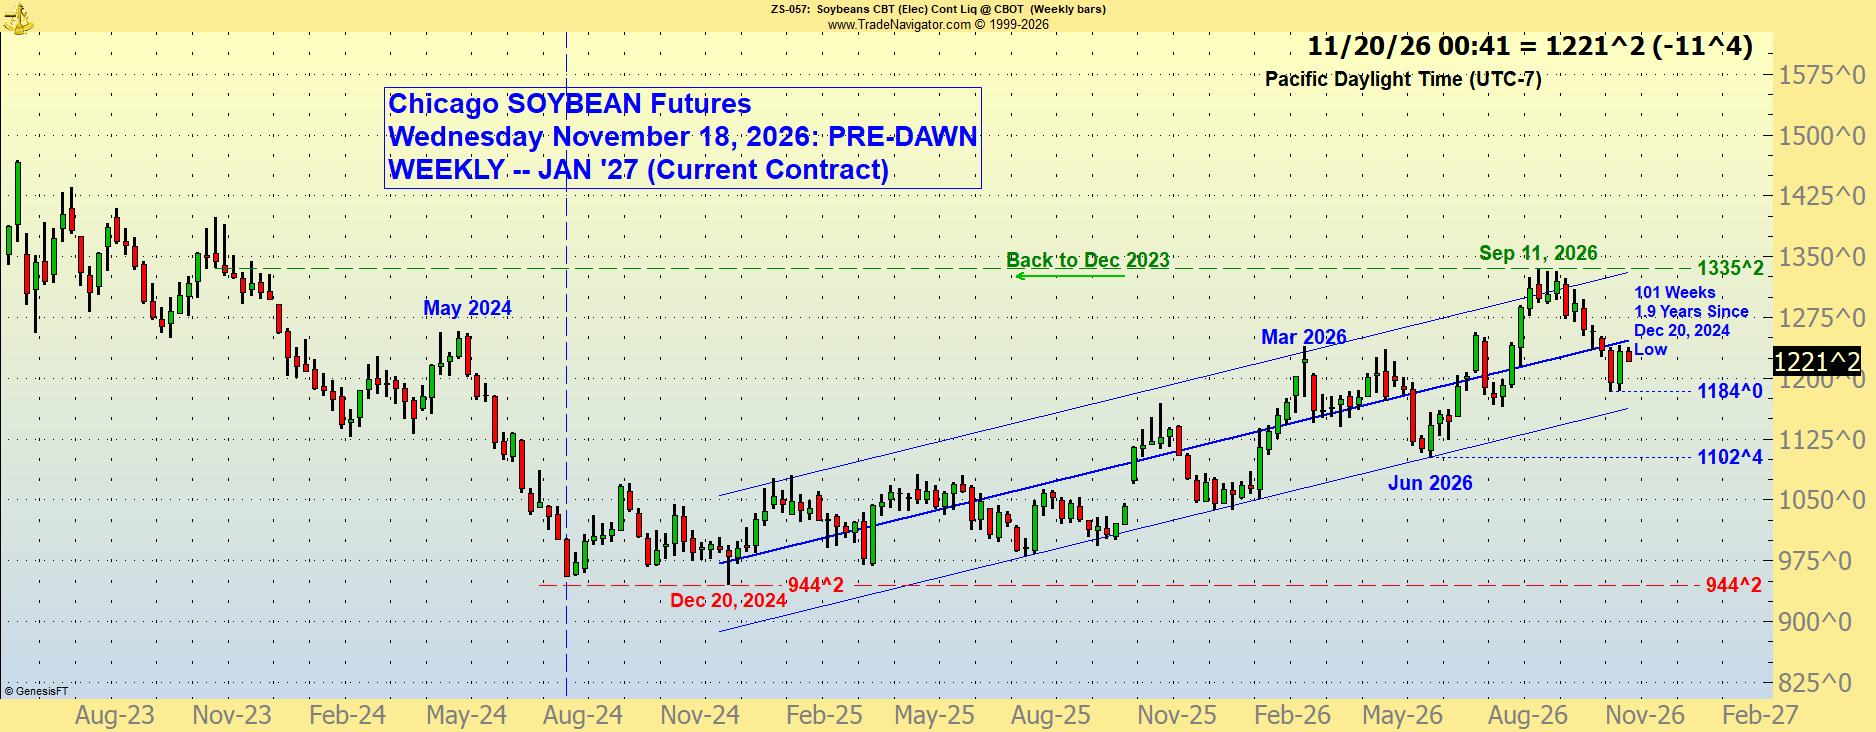 ZS-057: Soybeans CBT (Elec) Cont Liq @ CBOT (Weekly bars)
www.TradeNavigator.com © 1999-2026
11/20/26 00:41 = 1221^2 (-11^4)
Pacific Daylight Time (UTC-7)
Chicago SOYBEAN Futures
Wednesday November 18, 2026: PRE-DAWN
WEEKLY -- JAN '27 (Current Contract)
May 2024
Back to Dec 2023
Sep 11, 2026
1335^2
101 Weeks
1.9 Years Since
Dec 20, 2024
Low
Mar 2026
1184^0
1102^4
Jun 2026
944^2
944^2
Dec 20, 2024
1575^0
1500^0
1425^0
1350^0
1275^0
1221^2
1200^0
1125^0
1050^0
975^0
900^0
825^0
© GenesisFT
Aug-23 Nov-23 Feb-24 May-24 Aug-24 Nov-24 Feb-25 May-25 Aug-25 Nov-25 Feb-26 May-26 Aug-26 Nov-26 Feb-27